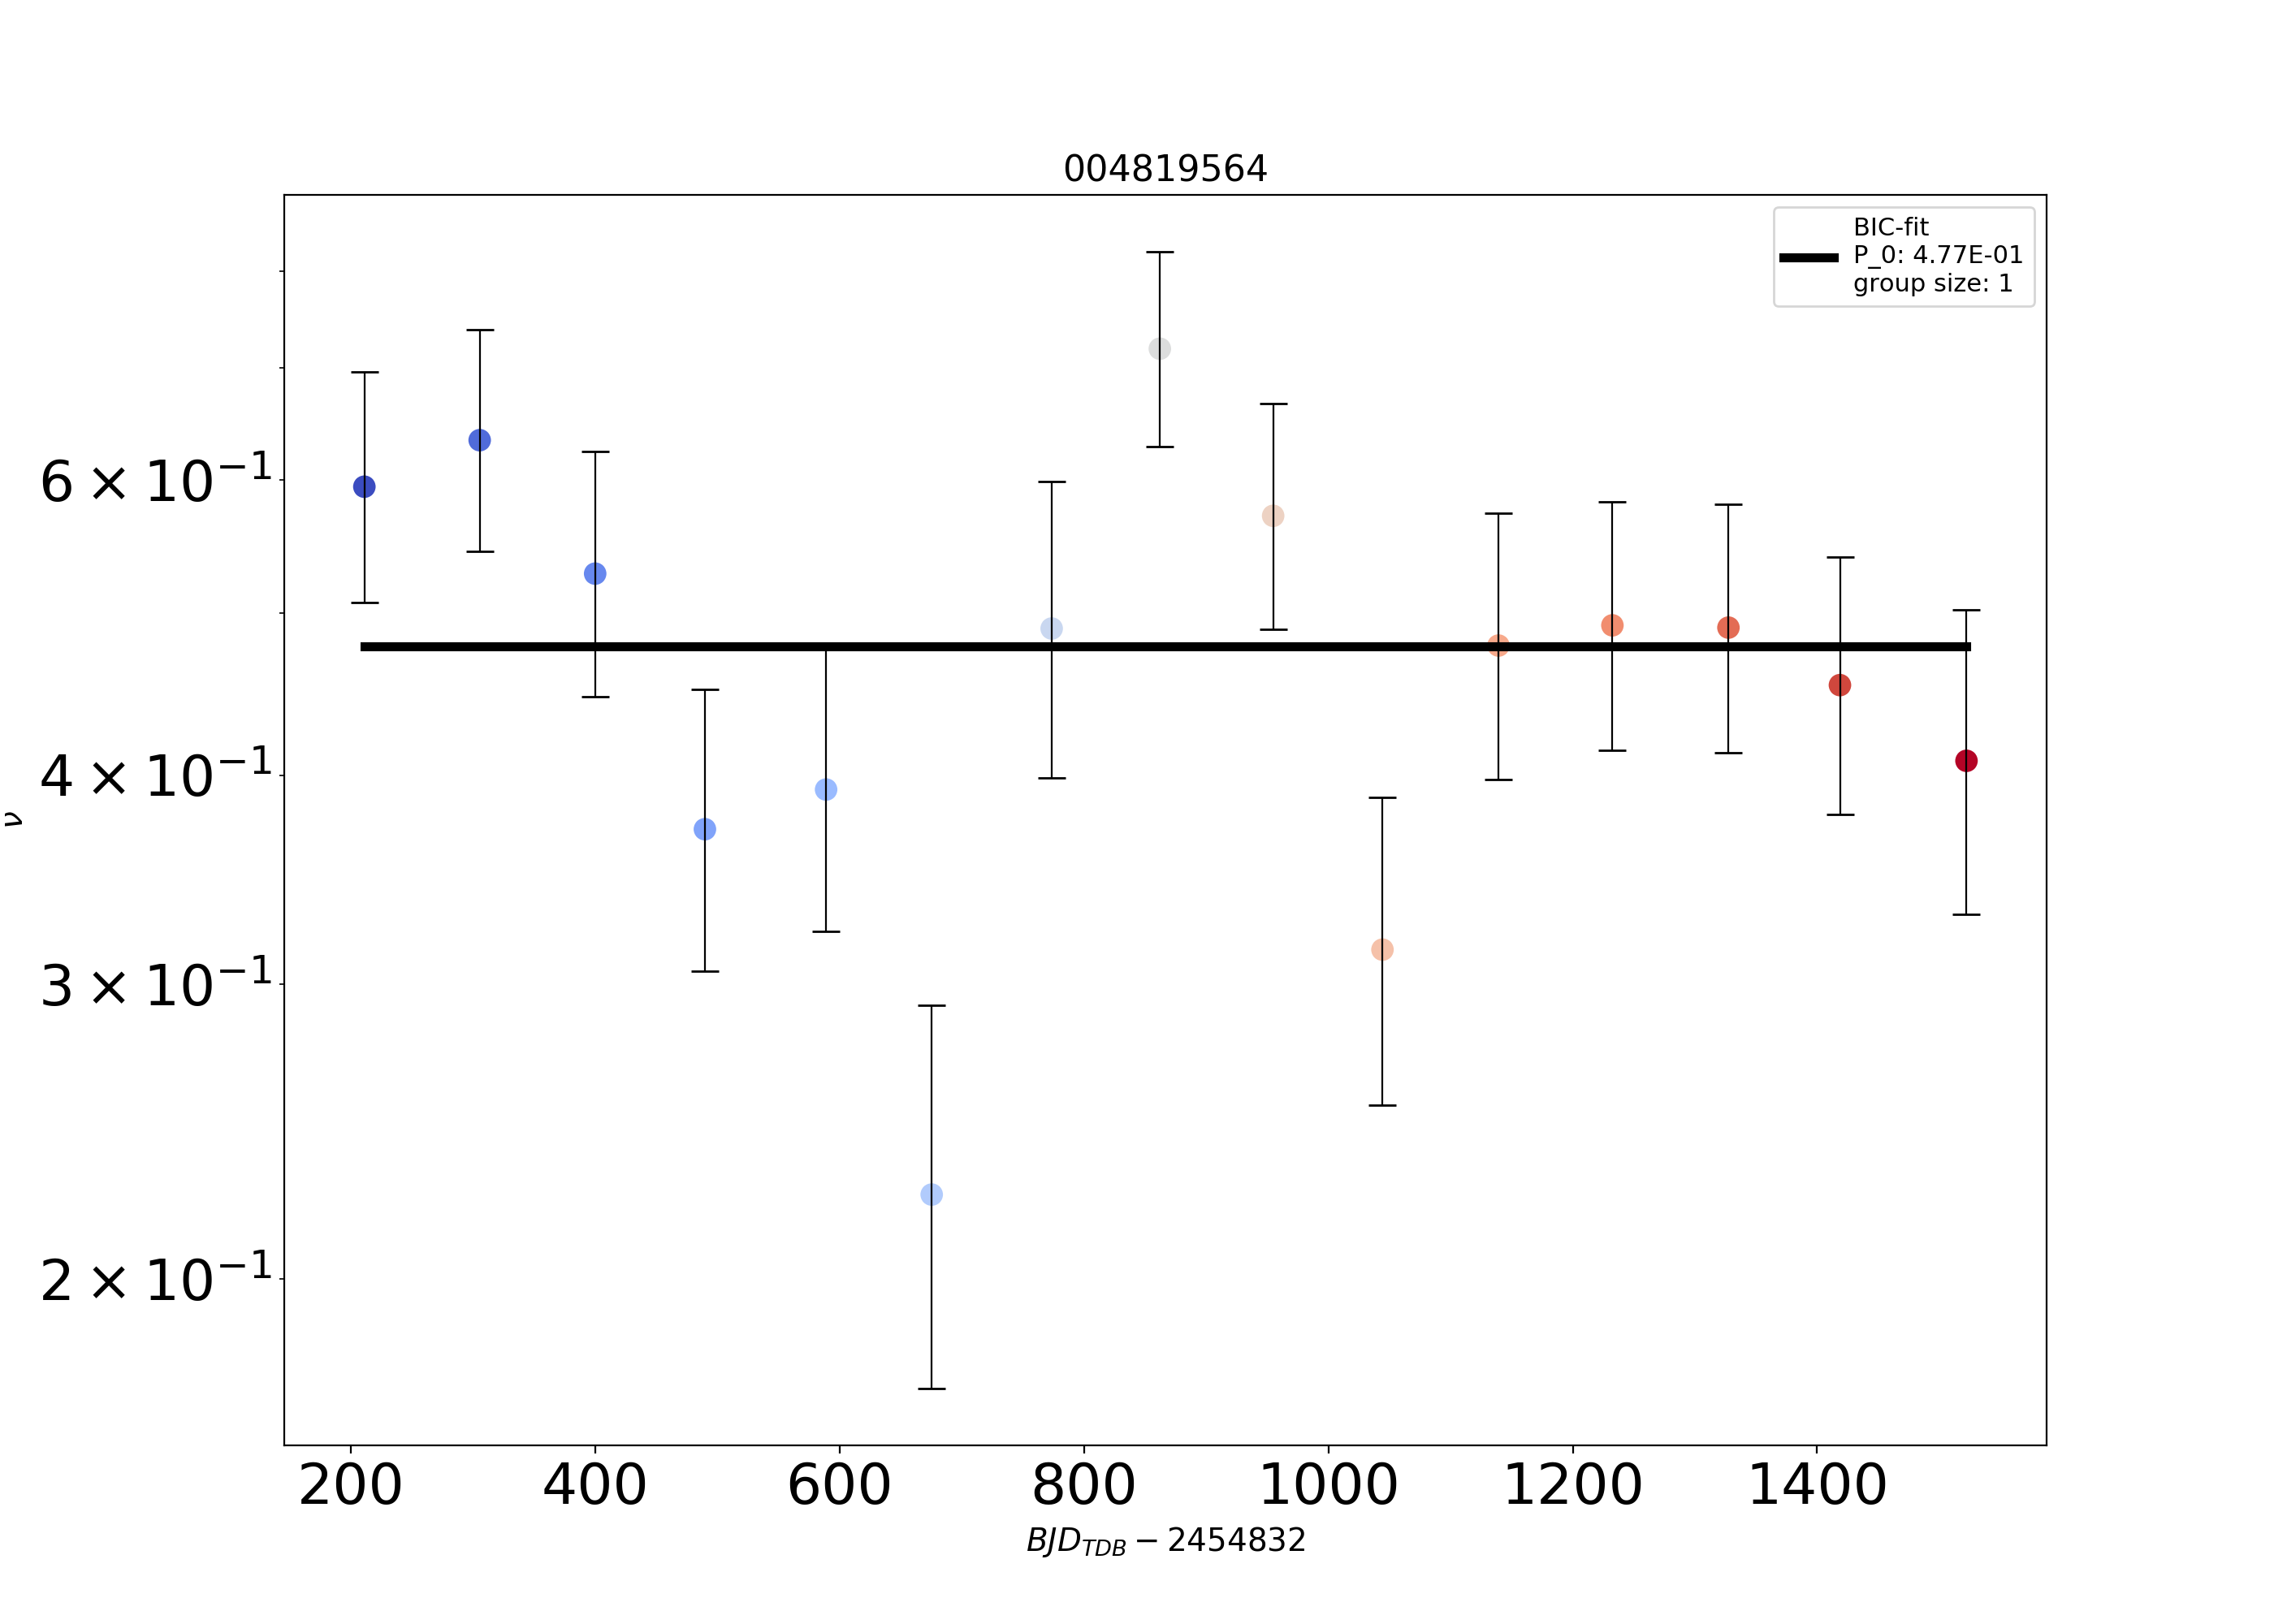 004819564
BIC-fit
P_0: 4.77E-01
group size: 1
6 × 10⁻¹
4 × 10⁻¹
3 × 10⁻¹
2 × 10⁻¹
ν
200 400 600 800 1000 1200 1400
BJD_TDB − 2454832